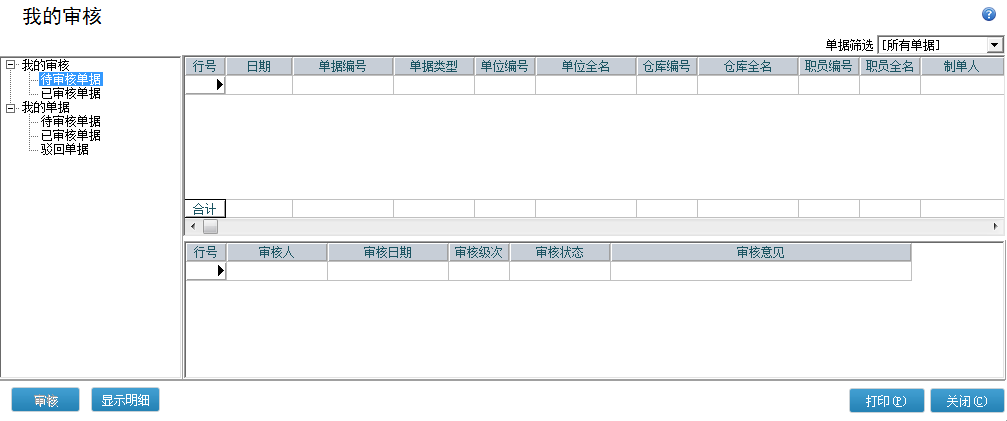 我的审核
单据筛选 [所有单据]
我的审核
待审核单据
已审核单据
我的单据
待审核单据
已审核单据
驳回单据
行号 日期 单据编号 单据类型 单位编号 单位全名 仓库编号 仓库全名 职员编号 职员全名 制单人
合计
行号 审核人 审核日期 审核级次 审核状态 审核意见
审核 显示明细 打印(P) 关闭(C)